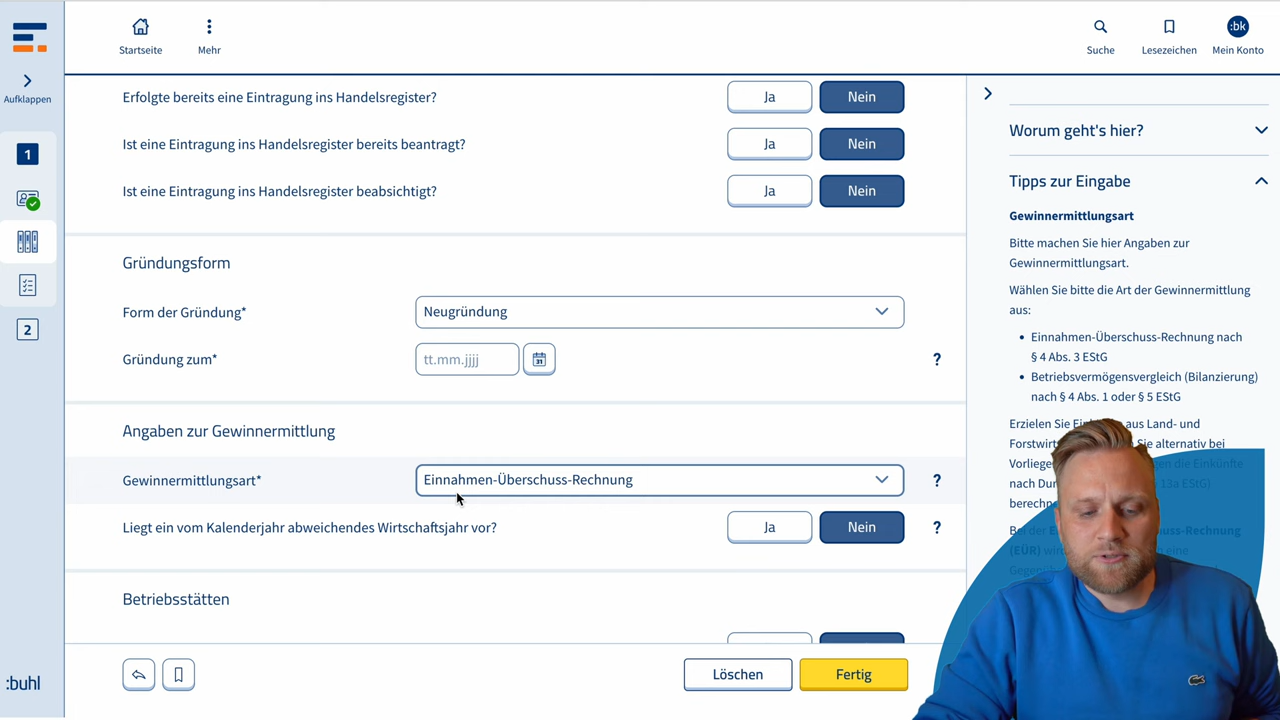 Startseite
Mehr
Suche
Lesezeichen
:bk
Mein Konto
Aufklappen
1
2
:buhl
Erfolgte bereits eine Eintragung ins Handelsregister?
Ja
Nein
Ist eine Eintragung ins Handelsregister bereits beantragt?
Ja
Nein
Ist eine Eintragung ins Handelsregister beabsichtigt?
Ja
Nein
Gründungsform
Form der Gründung*
Neugründung
Gründung zum*
tt.mm.jjjj
31
?
Angaben zur Gewinnermittlung
Gewinnermittlungsart*
Einnahmen-Überschuss-Rechnung
?
Liegt ein vom Kalenderjahr abweichendes Wirtschaftsjahr vor?
Ja
Nein
?
Betriebsstätten
Löschen
Fertig
Worum geht's hier?
Tipps zur Eingabe
Gewinnermittlungsart
Bitte machen Sie hier Angaben zur
Gewinnermittlungsart.
Wählen Sie bitte die Art der Gewinnermittlung
aus:
• Einnahmen-Überschuss-Rechnung nach
§ 4 Abs. 3 EStG
• Betriebsvermögensvergleich (Bilanzierung)
nach § 4 Abs. 1 oder § 5 EStG
Erzielen Sie aus Land- und
Sie alternativ bei
die Einkünfte
nach 13a EStG)